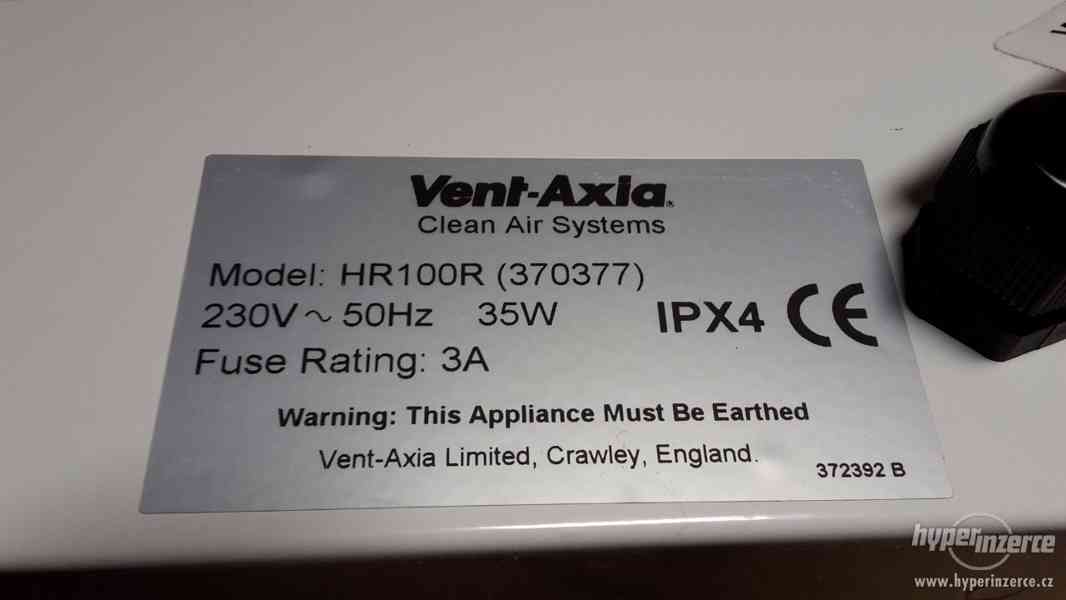 Vent-Axia®
Clean Air Systems
Model: HR100R (370377)
230V ~ 50Hz 35W IPX4 CE
Fuse Rating: 3A
Warning: This Appliance Must Be Earthed
Vent-Axia Limited, Crawley, England.
372392 B
hyperinzerce
www.hyperinzerce.cz